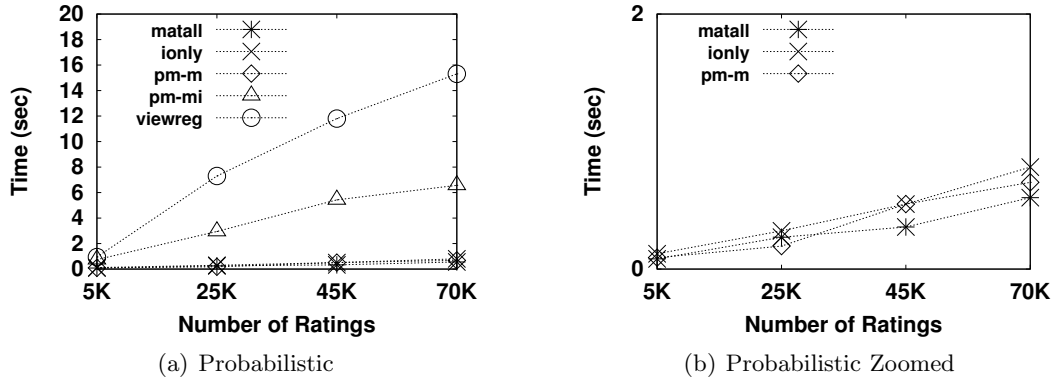 20
18
16
14
12
10
8
6
4
2
0
Time (sec)
matall
ionly
pm-m
pm-mi
viewreg
5K 25K 45K 70K
Number of Ratings
(a) Probabilistic
2
0
Time (sec)
matall
ionly
pm-m
5K 25K 45K 70K
Number of Ratings
(b) Probabilistic Zoomed